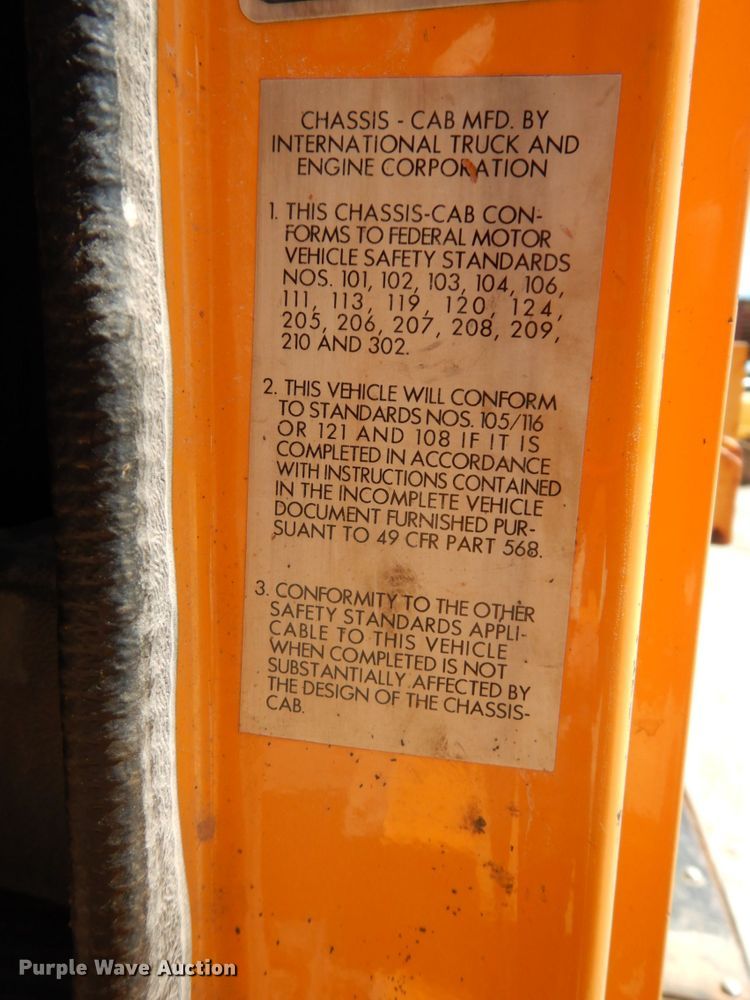 CHASSIS - CAB MFD. BY
INTERNATIONAL TRUCK AND
ENGINE CORPORATION
1. THIS CHASSIS-CAB CON-
FORMS TO FEDERAL MOTOR
VEHICLE SAFETY STANDARDS
NOS. 101, 102, 103, 104, 106,
111, 113, 119, 120, 124,
205, 206, 207, 208, 209,
210 AND 302.
2. THIS VEHICLE WILL CONFORM
TO STANDARDS NOS. 105/116
OR 121 AND 108 IF IT IS
COMPLETED IN ACCORDANCE
WITH INSTRUCTIONS CONTAINED
IN THE INCOMPLETE VEHICLE
DOCUMENT FURNISHED PUR-
SUANT TO 49 CFR PART 568.
3. CONFORMITY TO THE OTHER
SAFETY STANDARDS APPLI-
CABLE TO THIS VEHICLE
WHEN COMPLETED IS NOT
SUBSTANTIALLY AFFECTED BY
THE DESIGN OF THE CHASSIS-
CAB.
Purple Wave Auction